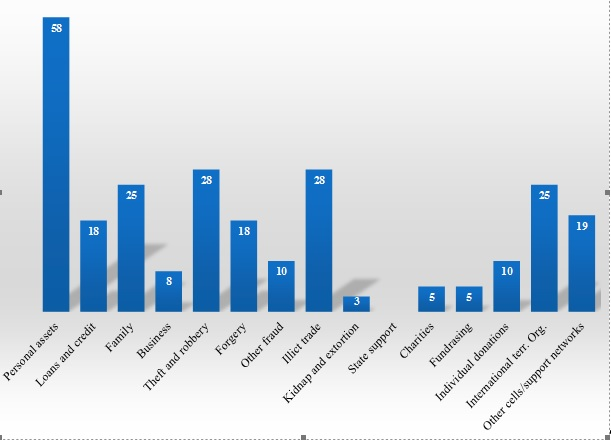 58
18
25
8
28
18
10
28
3
5
5
10
25
19
Personal assets
Loans and credit
Family
Business
Theft and robbery
Forgery
Other fraud
Illict trade
Kidnap and extortion
State support
Charities
Fundrasing
Individual donations
International terr. Org.
Other cells/support networks